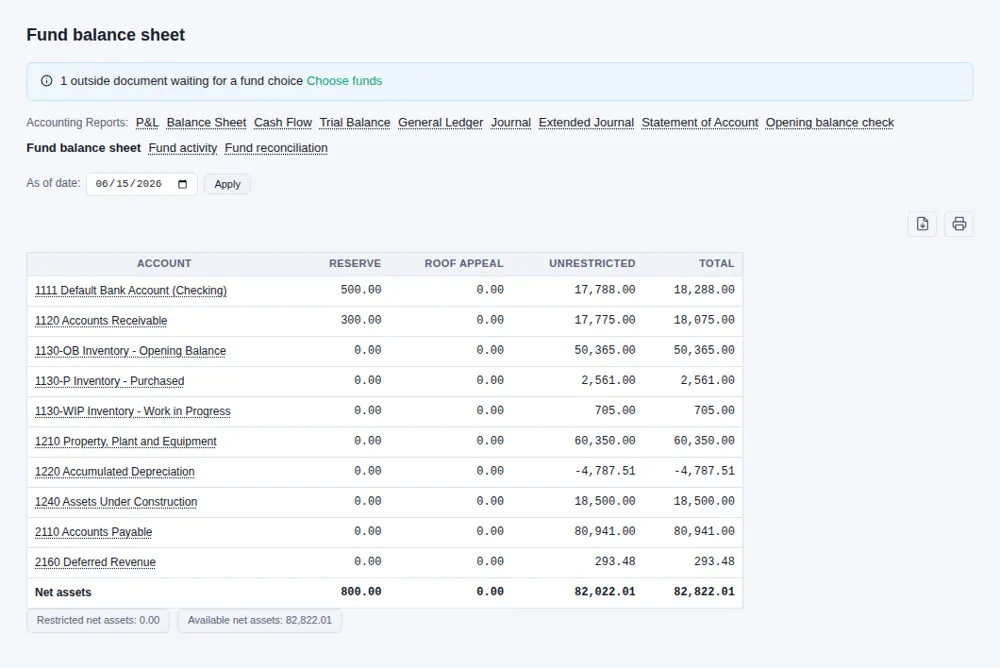 Fund balance sheet
1 outside document waiting for a fund choice Choose funds
Accounting Reports: P&L Balance Sheet Cash Flow Trial Balance General Ledger Journal Extended Journal Statement of Account Opening balance check
Fund balance sheet Fund activity Fund reconciliation
As of date: 06/15/2026 Apply
ACCOUNT RESERVE ROOF APPEAL UNRESTRICTED TOTAL
1111 Default Bank Account (Checking) 500.00 0.00 17,788.00 18,288.00
1120 Accounts Receivable 300.00 0.00 17,775.00 18,075.00
1130-OB Inventory - Opening Balance 0.00 0.00 50,365.00 50,365.00
1130-P Inventory - Purchased 0.00 0.00 2,561.00 2,561.00
1130-WIP Inventory - Work in Progress 0.00 0.00 705.00 705.00
1210 Property, Plant and Equipment 0.00 0.00 60,350.00 60,350.00
1220 Accumulated Depreciation 0.00 0.00 -4,787.51 -4,787.51
1240 Assets Under Construction 0.00 0.00 18,500.00 18,500.00
2110 Accounts Payable 0.00 0.00 80,941.00 80,941.00
2160 Deferred Revenue 0.00 0.00 293.48 293.48
Net assets 800.00 0.00 82,022.01 82,822.01
Restricted net assets: 0.00 Available net assets: 82,822.01